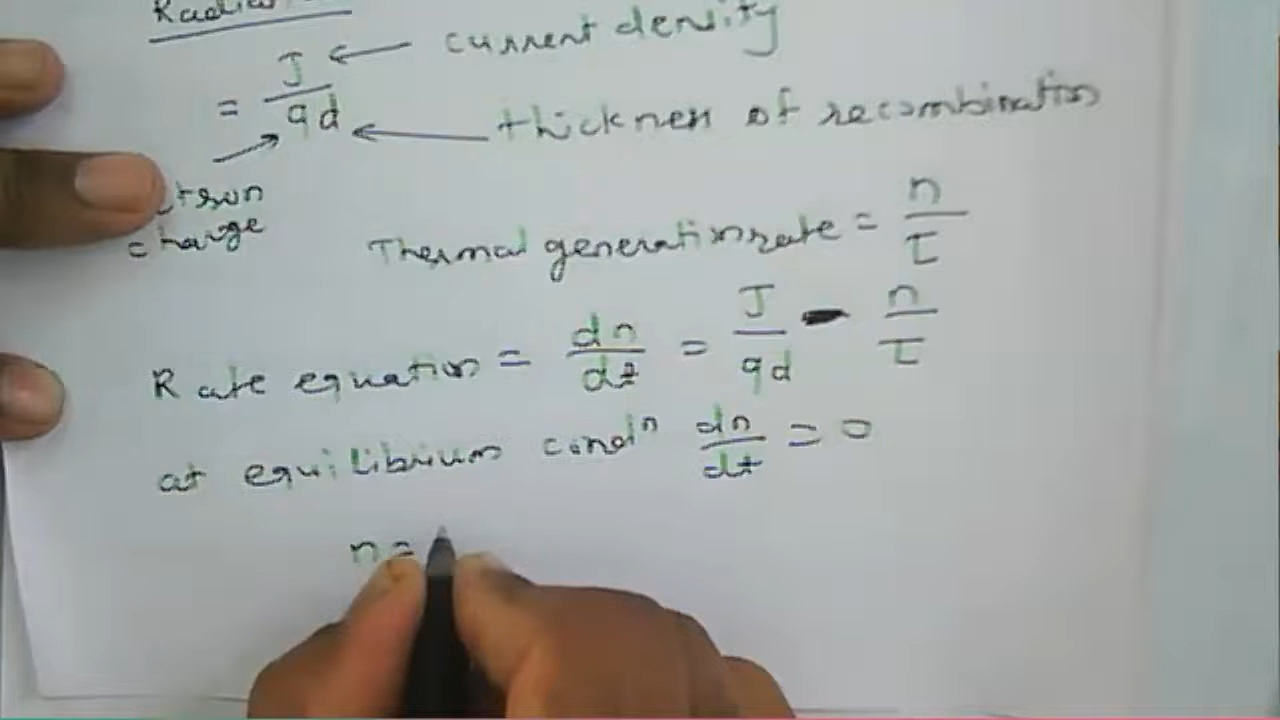 J ← current density
= J/qd ← thickness of recombination
charge
Thermal generation rate = n/τ
Rate equation = dn/dt = J/qd - n/τ
at equilibrium condⁿ dn/dt = 0
n =